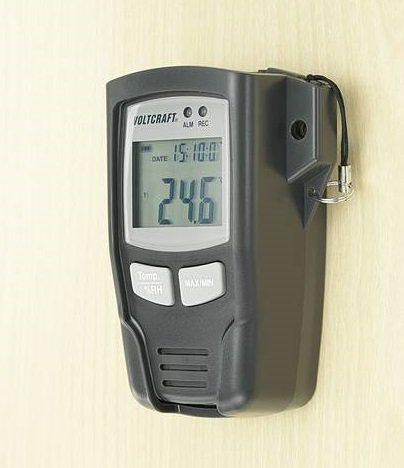 VOLTCRAFT®
ALM REC
DATE: 15:10:0
24.6
Temp. %RH
MAX/MIN